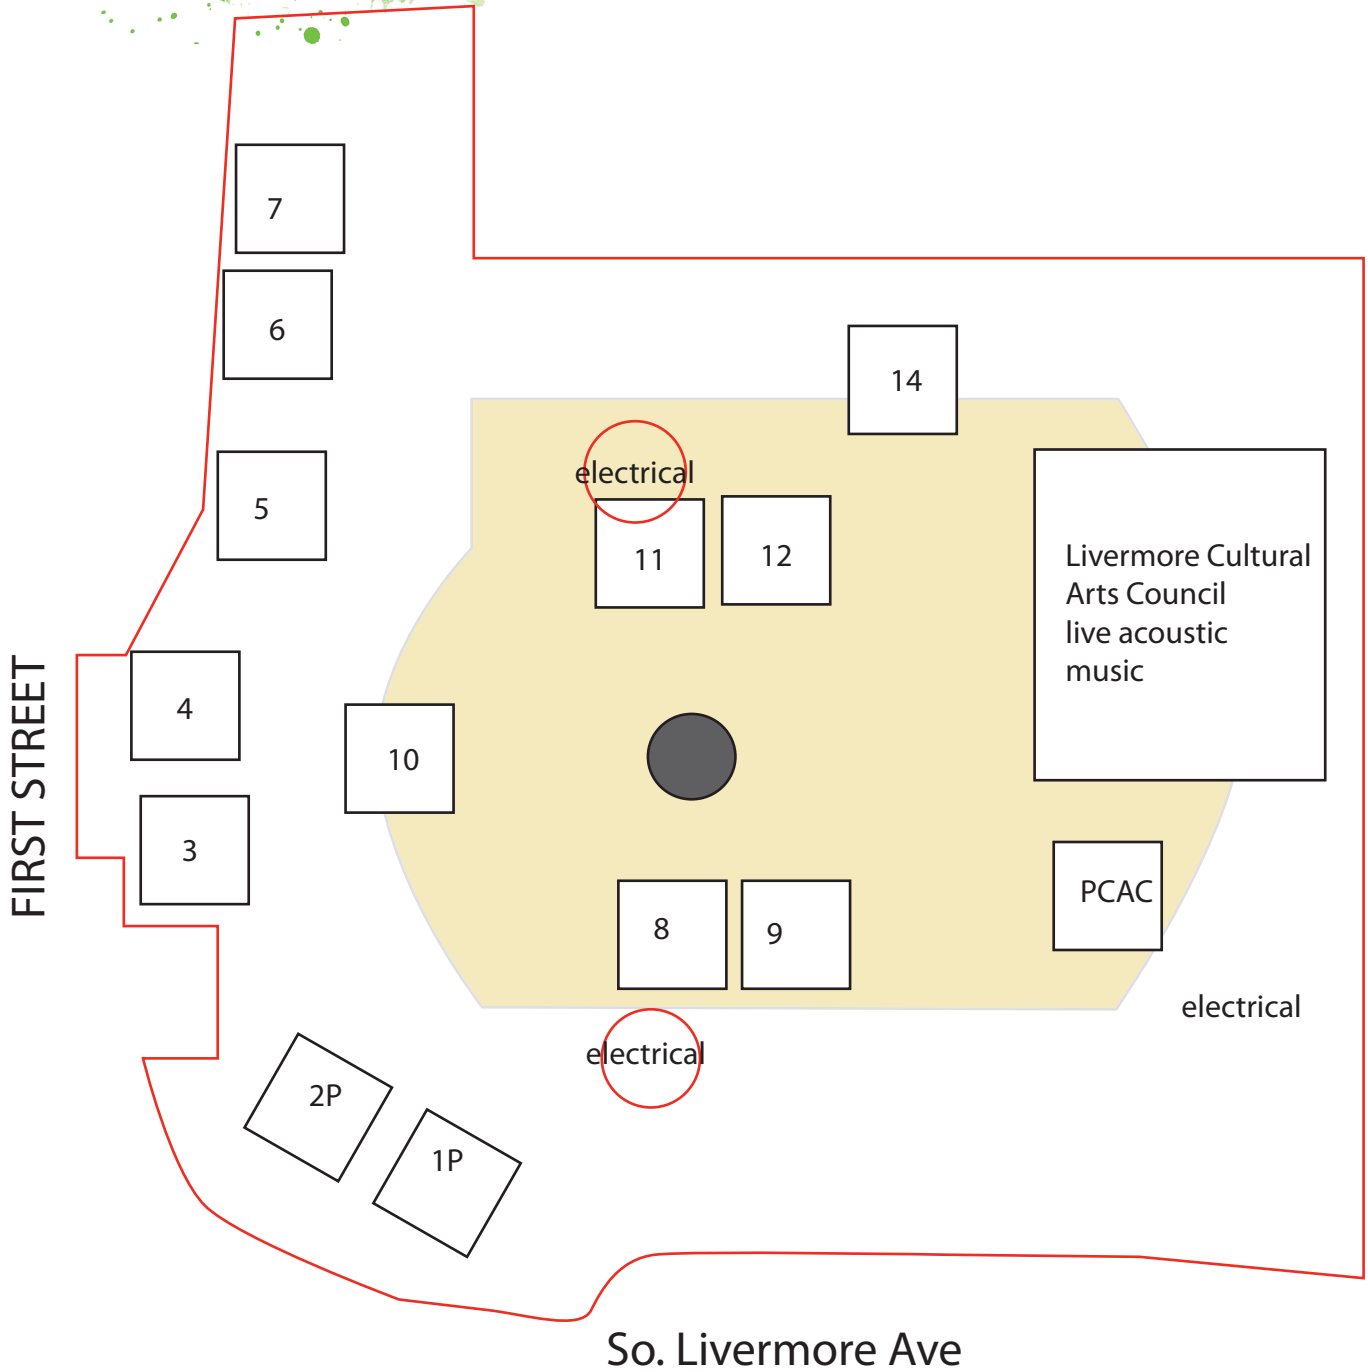 7
6
14
electrical
5
11
12
Livermore Cultural
Arts Council
live acoustic
music
FIRST STREET
4
10
3
PCAC
8
9
electrical
electrical
2P
1P
So. Livermore Ave